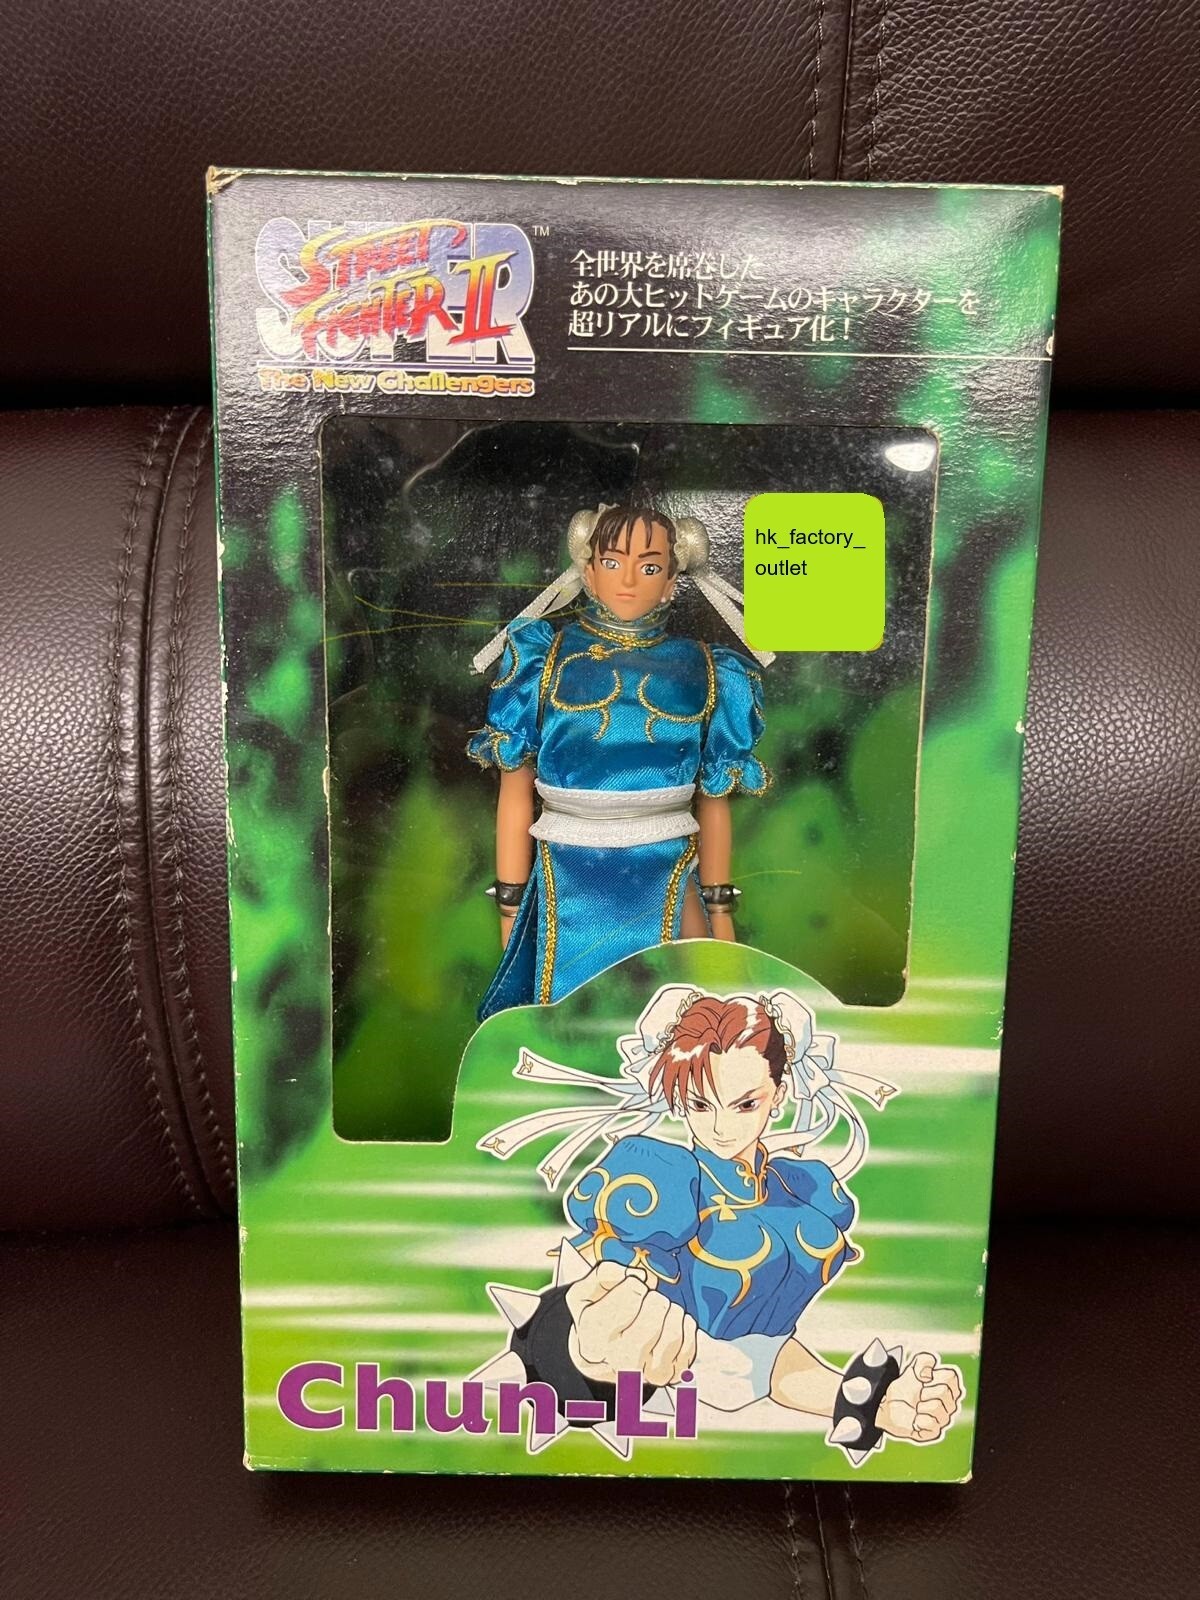 SUPER
STREET
FIGHTER II
TM
The New Challengers
全世界を席巻した
あの大ヒットゲームのキャラクターを
超リアルにフィギュア化！
hk_factory_
outlet
Chun-Li